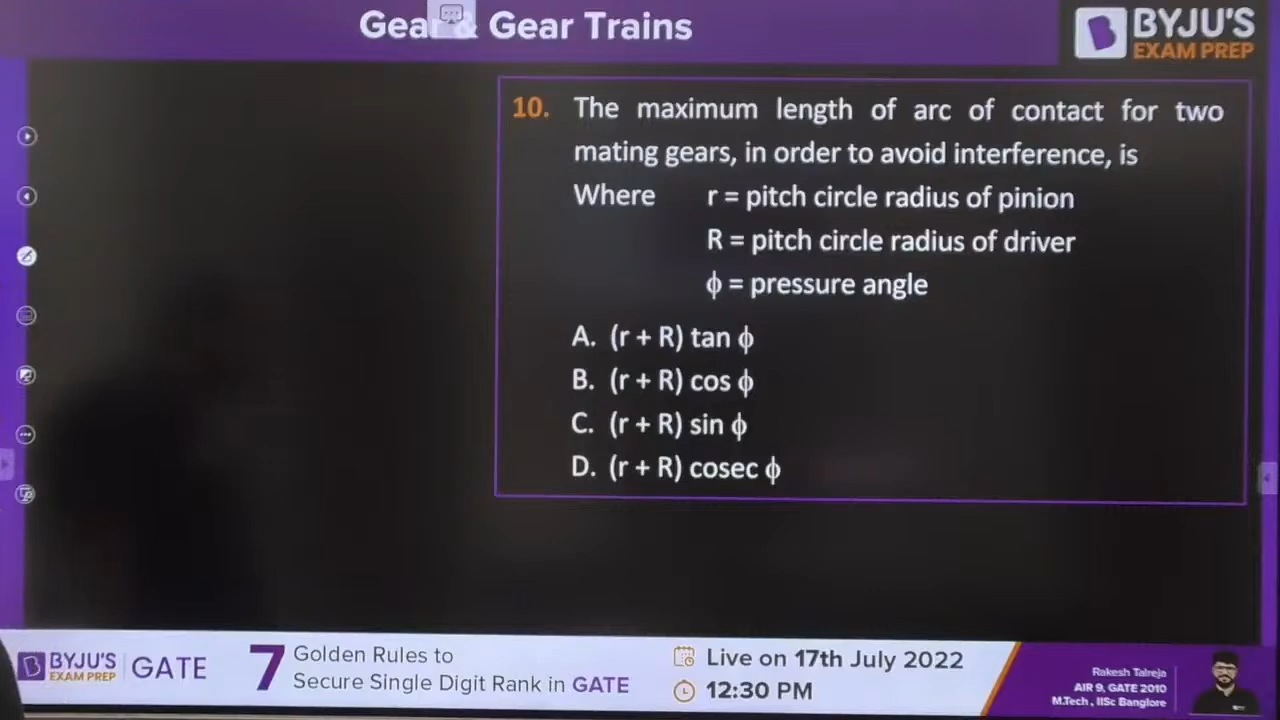 Gear & Gear Trains
BYJU'S
EXAM PREP
10. The maximum length of arc of contact for two
mating gears, in order to avoid interference, is
Where r = pitch circle radius of pinion
R = pitch circle radius of driver
ϕ = pressure angle
A. (r + R) tan ϕ
B. (r + R) cos ϕ
C. (r + R) sin ϕ
D. (r + R) cosec ϕ
BYJU'S
EXAM PREP
GATE
7 Golden Rules to
Secure Single Digit Rank in GATE
Live on 17th July 2022
12:30 PM
Rakesh Talreja
AIR 9, GATE 2010
M.Tech, IISc Banglore